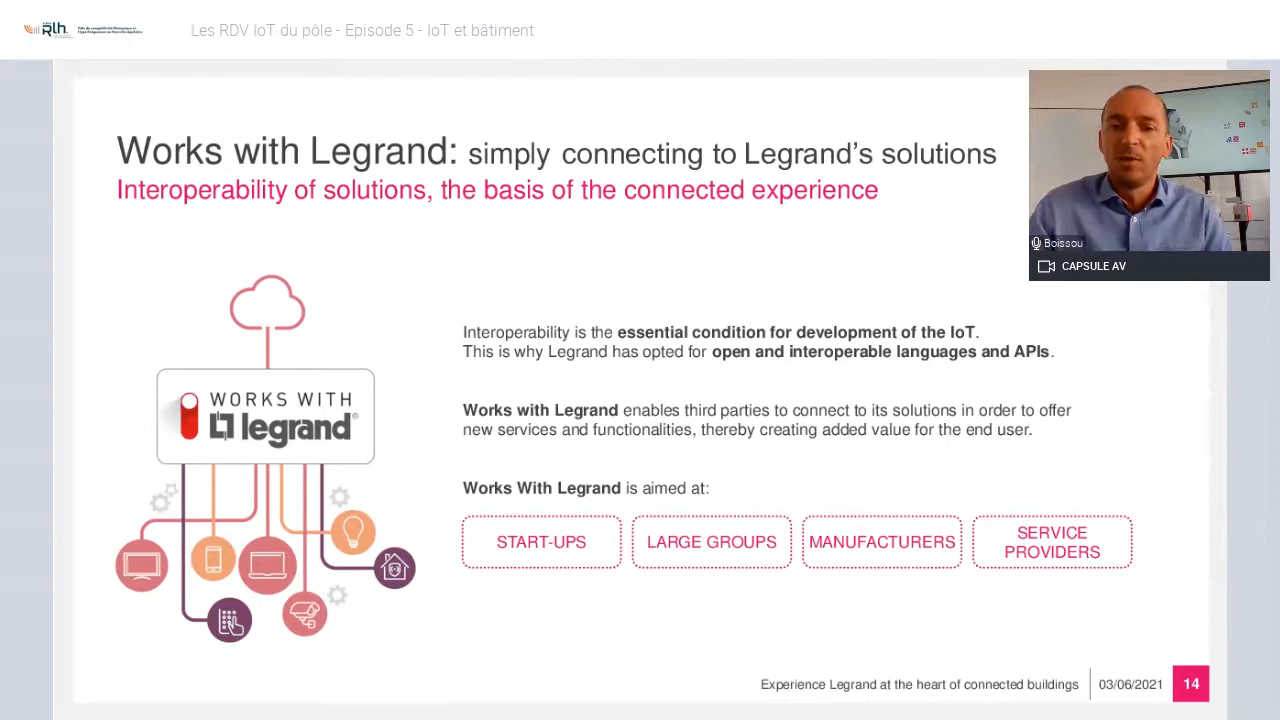 Rlh
Les RDV IoT du pôle - Episode 5 - IoT et bâtiment
Works with Legrand: simply connecting to Legrand's solutions
Interoperability of solutions, the basis of the connected experience
Boissou
CAPSULE AV
Interoperability is the essential condition for development of the IoT.
This is why Legrand has opted for open and interoperable languages and APIs.
WORKS WITH
legrand®
Works with Legrand enables third parties to connect to its solutions in order to offer
new services and functionalities, thereby creating added value for the end user.
Works With Legrand is aimed at:
START-UPS
LARGE GROUPS
MANUFACTURERS
SERVICE
PROVIDERS
Experience Legrand at the heart of connected buildings
03/06/2021
14